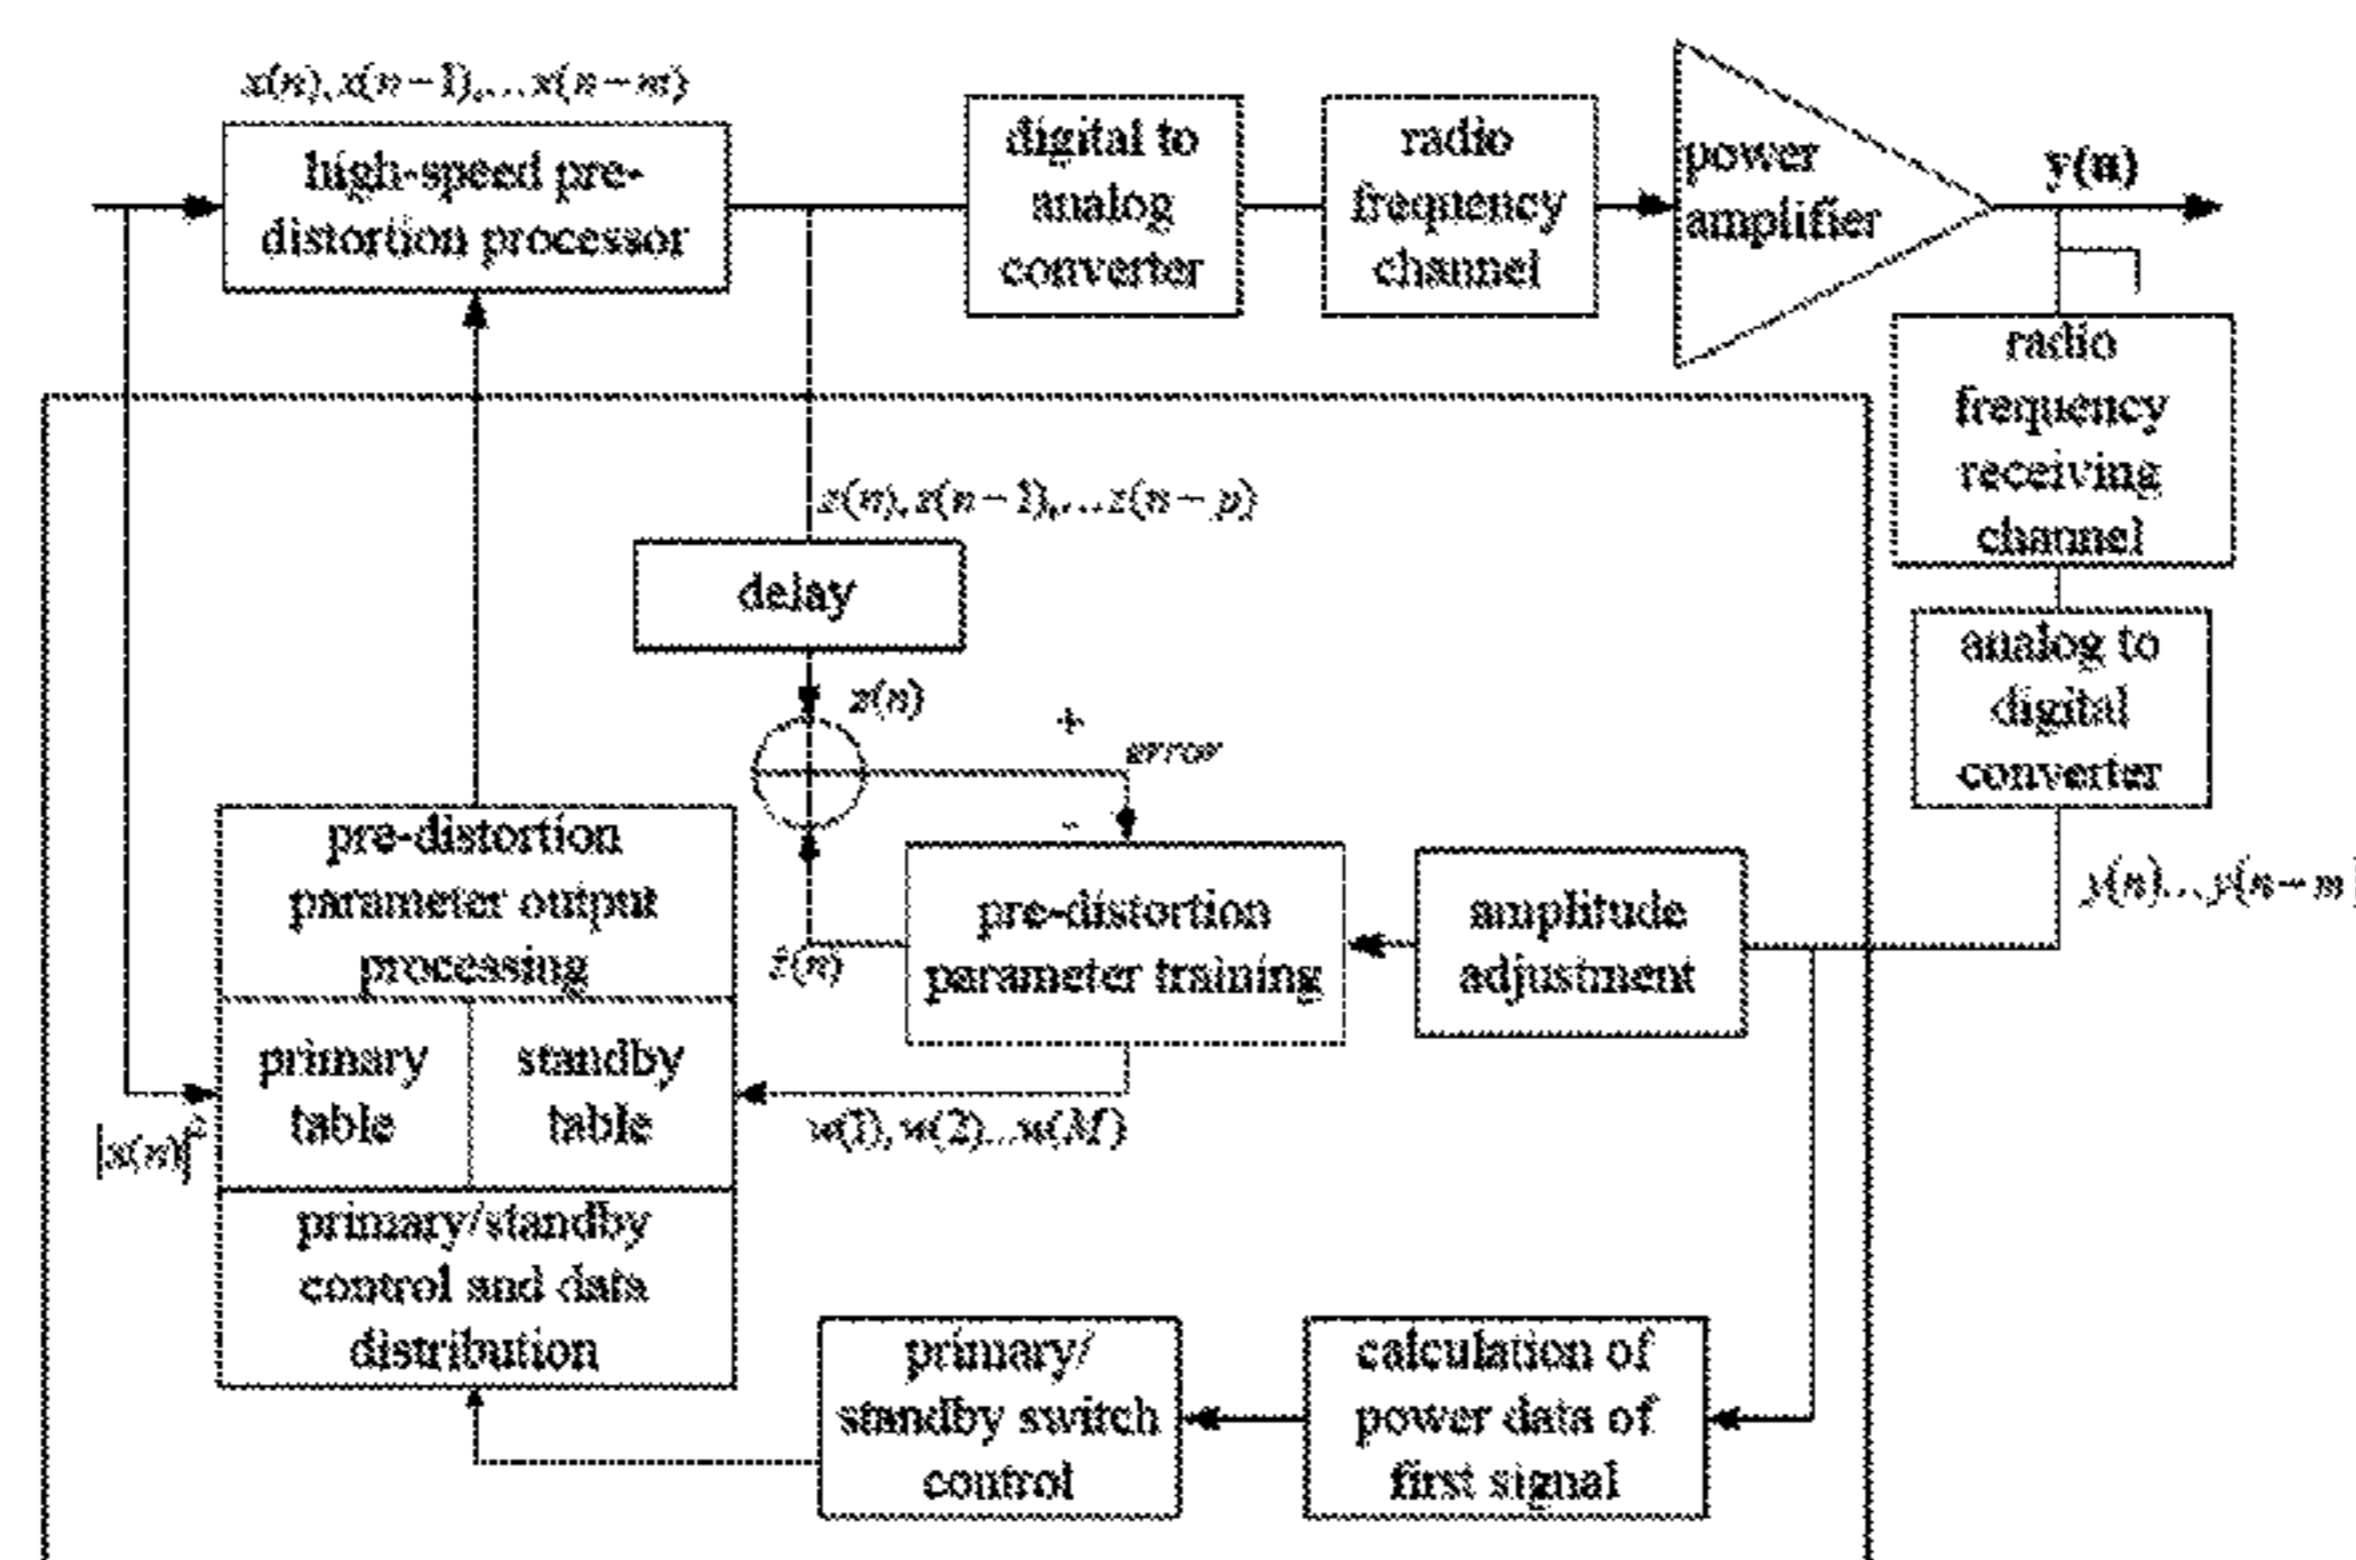 x(n), x(n−1),...x(n−m)
high-speed pre-
distortion processor
digital to
analog
converter
radio
frequency
channel
power
amplifier
y(n)
radio
frequency
receiving
channel
z(n), z(n−1),...z(n−p)
delay
z(n)
+
error
-
analog to
digital
converter
y(n)...y(n−m
pre-distortion
parameter output
processing
pre-distortion
parameter training
amplitude
adjustment
ẑ(n)
primary
table
standby
table
|x(n)|²
w(1), w(2)...w(M)
primary/standby
control and data
distribution
primary/
standby switch
control
calculation of
power data of
first signal